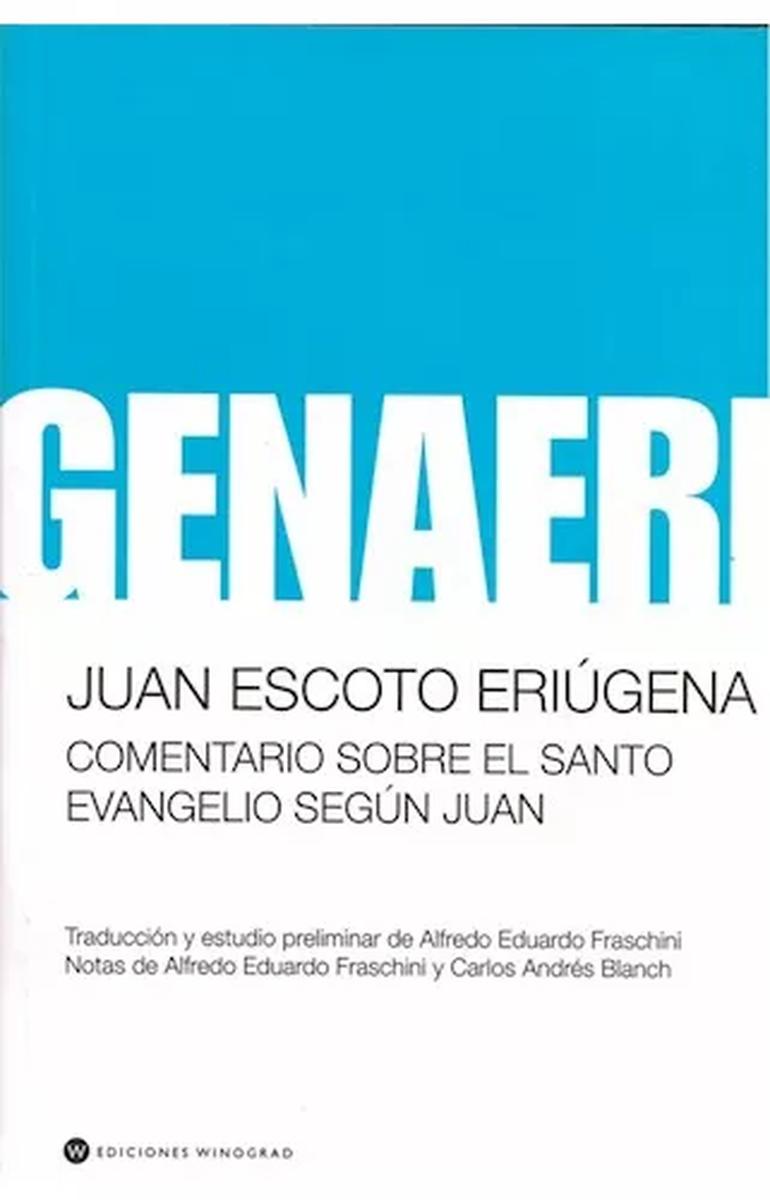 GENAERI
JUAN ESCOTO ERIÚGENA
COMENTARIO SOBRE EL SANTO
EVANGELIO SEGÚN JUAN
Traducción y estudio preliminar de Alfredo Eduardo Fraschini
Notas de Alfredo Eduardo Fraschini y Carlos Andrés Blanch
W EDICIONES WINOGRAD